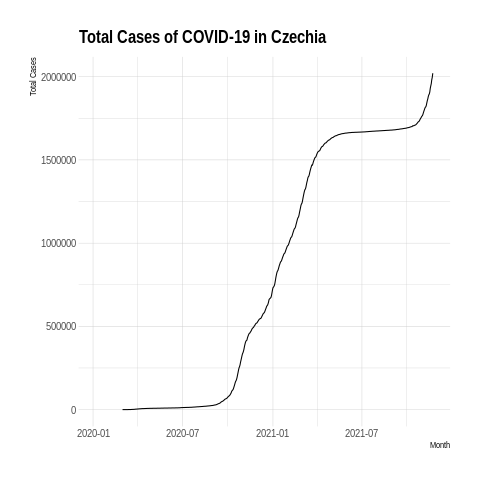 Total Cases of COVID-19 in Czechia
Total Cases
2000000
1500000
1000000
500000
0
2020-01 2020-07 2021-01 2021-07
Month